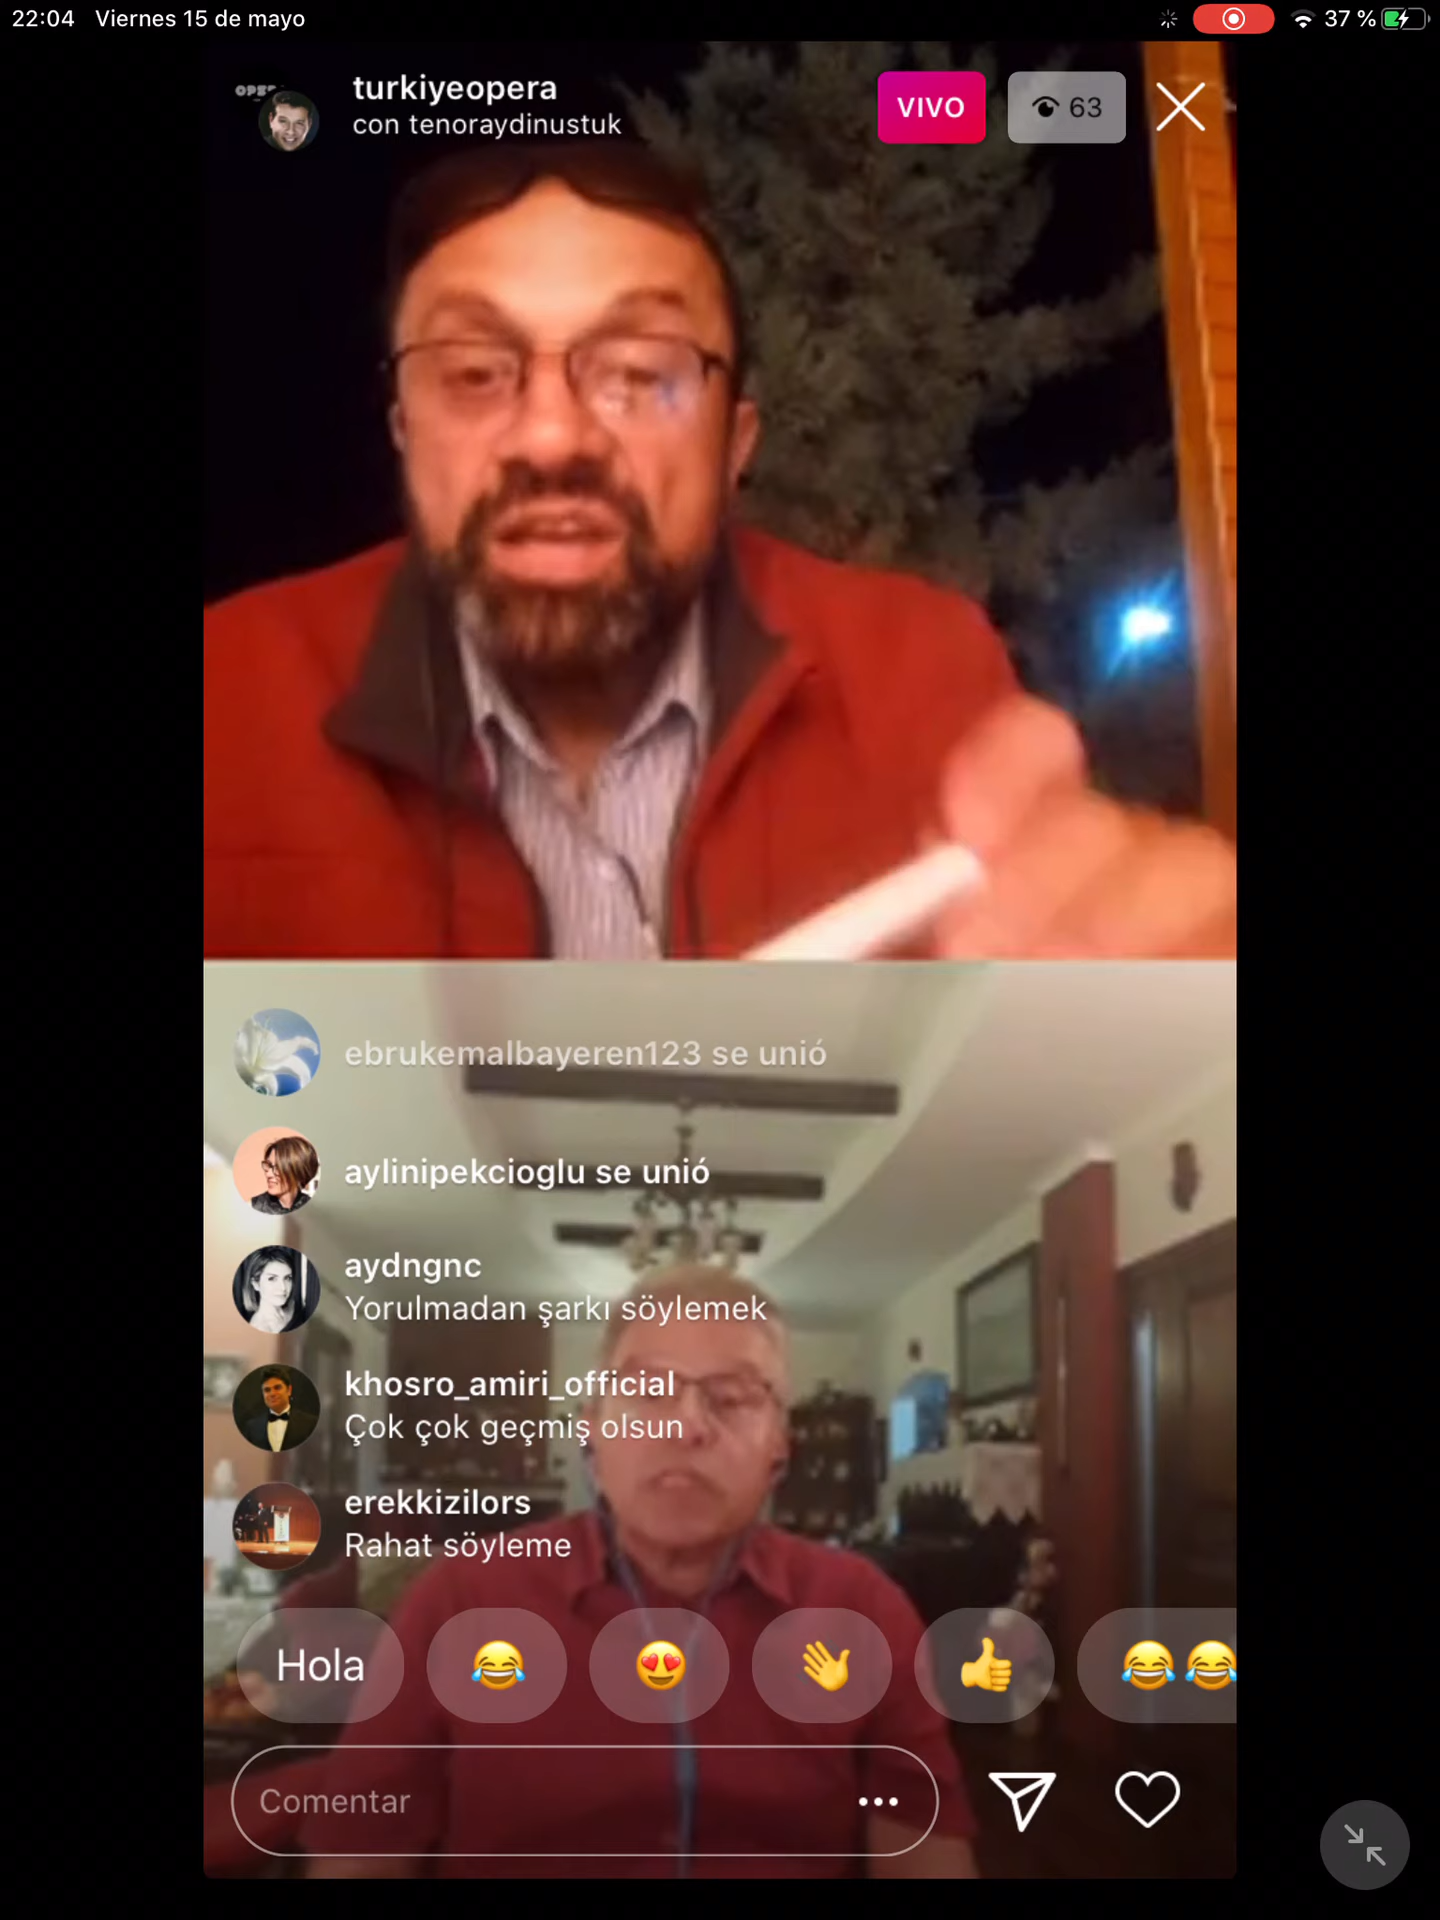 22:04 Viernes 15 de mayo
37 %
OPER
turkiyeopera
con tenoraydinustuk
VIVO
63
ebrukemalbayeren123 se unió
aylinipekcioglu se unió
aydngnc
Yorulmadan şarkı söylemek
khosro_amiri_official
Çok çok geçmiş olsun
erekkizilors
Rahat söyleme
Hola
Comentar